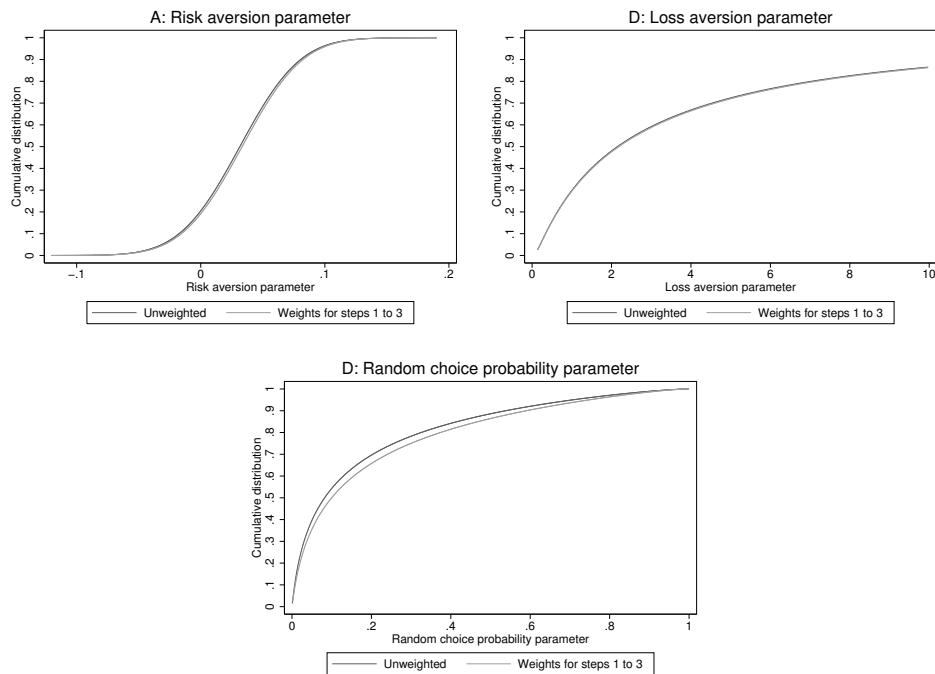 A: Risk aversion parameter
Cumulative distribution
0 .1 .2 .3 .4 .5 .6 .7 .8 .9 1
-.1 0 .1 .2
Risk aversion parameter
Unweighted Weights for steps 1 to 3
D: Loss aversion parameter
Cumulative distribution
0 .1 .2 .3 .4 .5 .6 .7 .8 .9 1
0 2 4 6 8 10
Loss aversion parameter
Unweighted Weights for steps 1 to 3
D: Random choice probability parameter
Cumulative distribution
0 .1 .2 .3 .4 .5 .6 .7 .8 .9 1
0 .2 .4 .6 .8 1
Random choice probability parameter
Unweighted Weights for steps 1 to 3